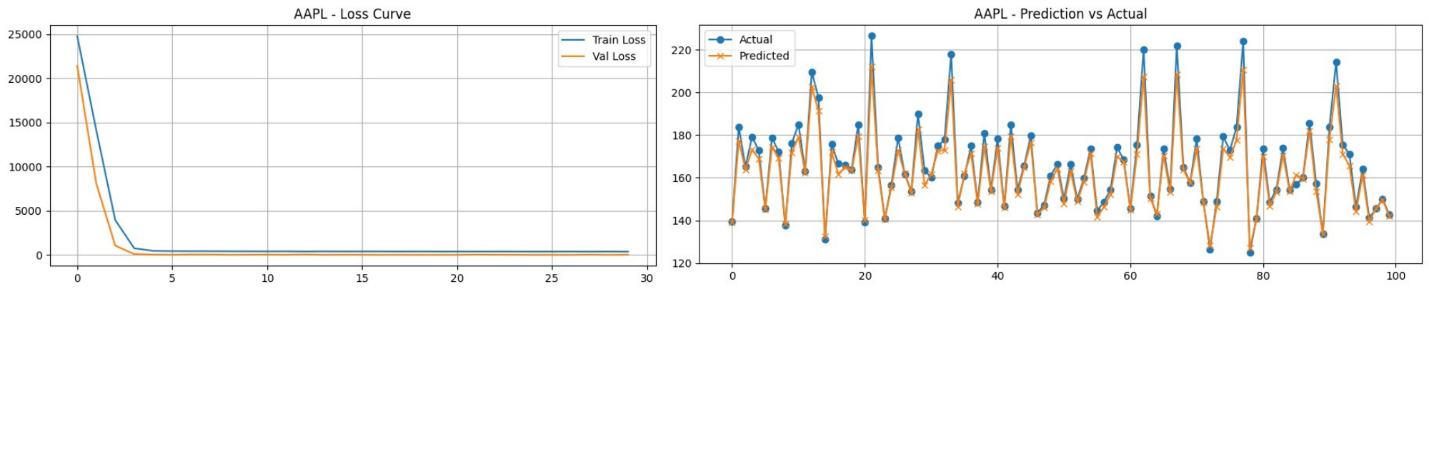 AAPL - Loss Curve
25000
20000
15000
10000
5000
0
0 5 10 15 20 25 30
Train Loss
Val Loss
AAPL - Prediction vs Actual
Actual
Predicted
220
200
180
160
140
120
0 20 40 60 80 100